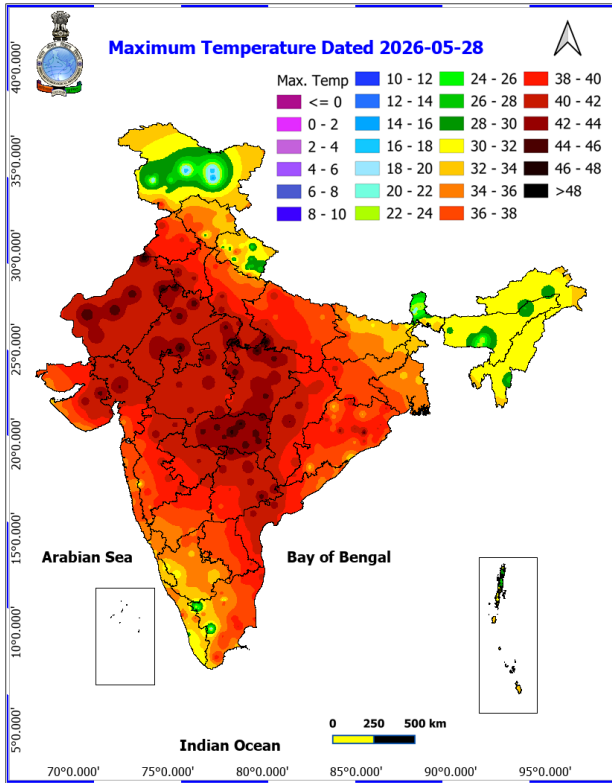 Maximum Temperature Dated 2026-05-28
Max. Temp
<= 0
0 - 2
2 - 4
4 - 6
6 - 8
8 - 10
10 - 12
12 - 14
14 - 16
16 - 18
18 - 20
20 - 22
22 - 24
24 - 26
26 - 28
28 - 30
30 - 32
32 - 34
34 - 36
36 - 38
38 - 40
40 - 42
42 - 44
44 - 46
46 - 48
>48
40°0.000'
35°0.000'
30°0.000'
25°0.000'
20°0.000'
15°0.000'
10°0.000'
5°0.000'
Arabian Sea
Bay of Bengal
0 250 500 km
Indian Ocean
70°0.000' 75°0.000' 80°0.000' 85°0.000' 90°0.000' 95°0.000'